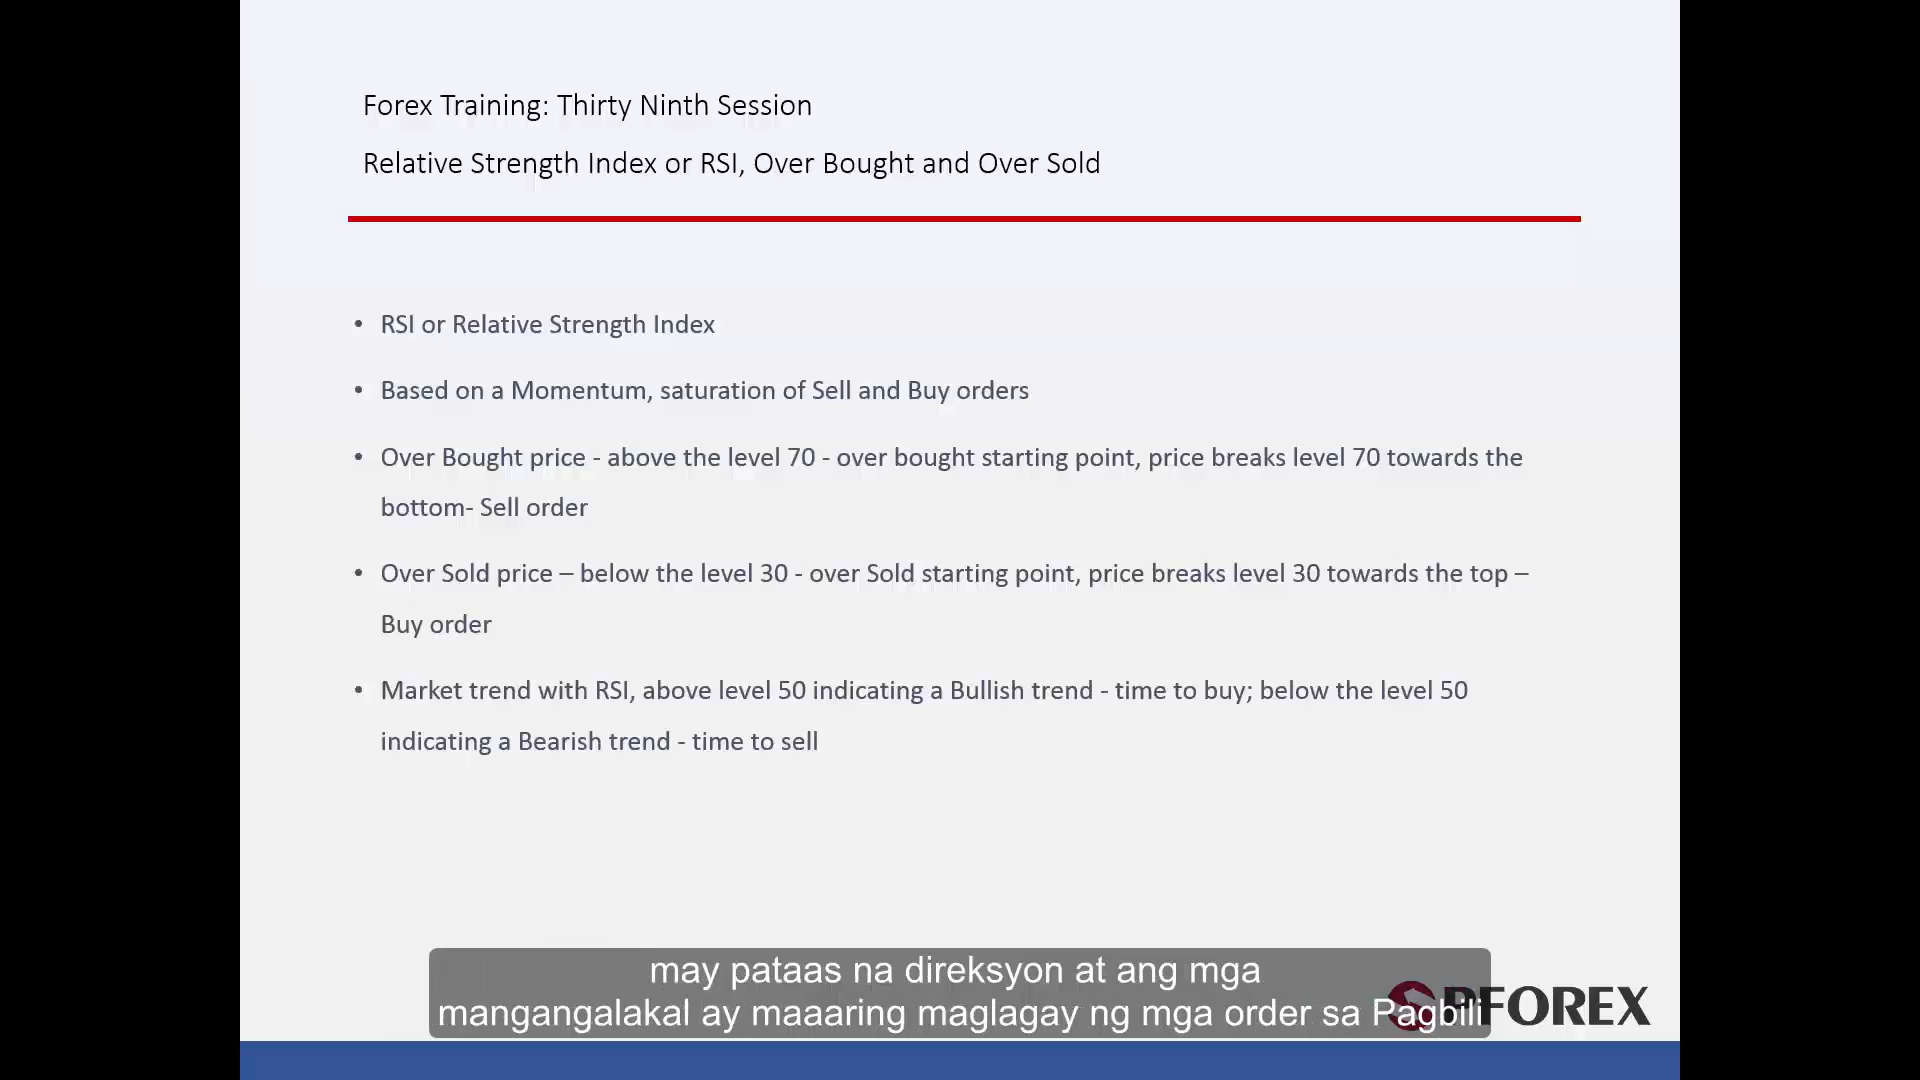 Forex Training: Thirty Ninth Session
Relative Strength Index or RSI, Over Bought and Over Sold
• RSI or Relative Strength Index
• Based on a Momentum, saturation of Sell and Buy orders
• Over Bought price - above the level 70 - over bought starting point, price breaks level 70 towards the
bottom- Sell order
• Over Sold price – below the level 30 - over Sold starting point, price breaks level 30 towards the top –
Buy order
• Market trend with RSI, above level 50 indicating a Bullish trend - time to buy; below the level 50
indicating a Bearish trend - time to sell
may pataas na direksyon at ang mga
mangangalakal ay maaaring maglagay ng mga order sa Pagbili
PFOREX